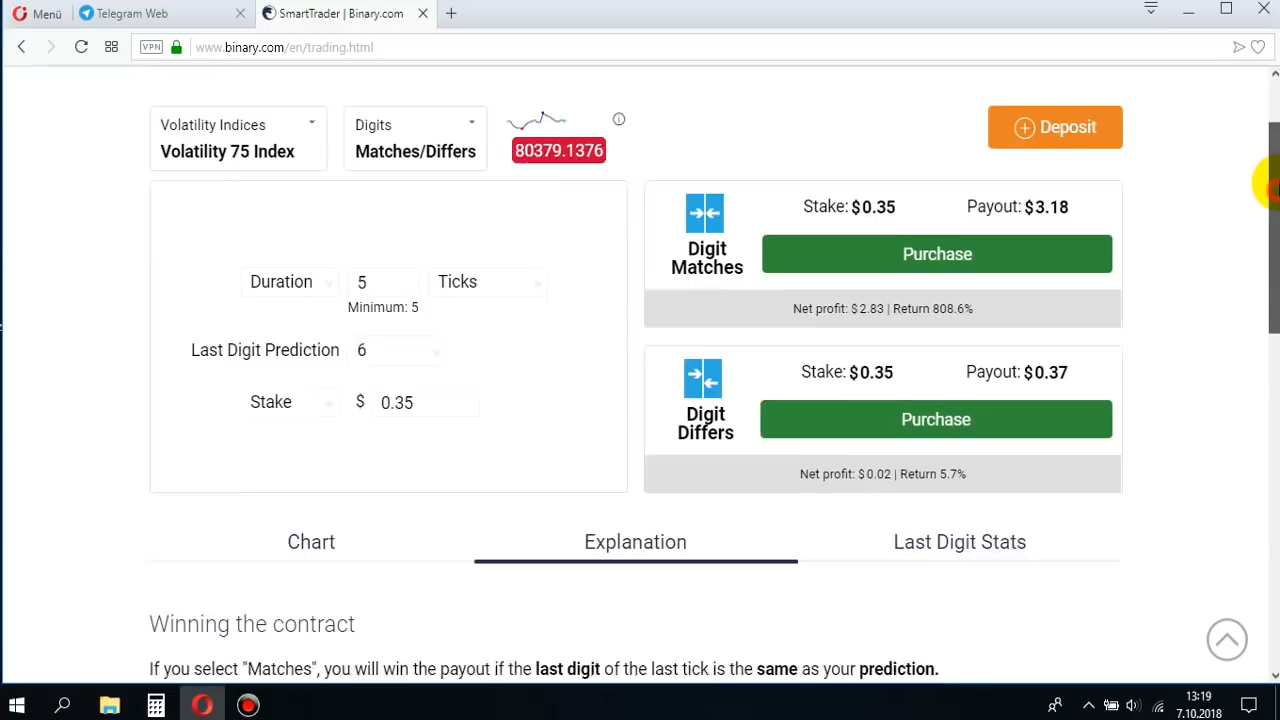 Menü
Telegram Web
SmartTrader | Binary.com
VPN
www.binary.com/en/trading.html
Volatility Indices
Volatility 75 Index
Digits
Matches/Differs
80379.1376
Deposit
Duration 5 Ticks
Minimum: 5
Last Digit Prediction 6
Stake $ 0.35
Digit Matches
Stake: $0.35 Payout: $3.18
Purchase
Net profit: $2.83 | Return 808.6%
Digit Differs
Stake: $0.35 Payout: $0.37
Purchase
Net profit: $0.02 | Return 5.7%
Chart Explanation Last Digit Stats
Winning the contract
If you select "Matches", you will win the payout if the last digit of the last tick is the same as your prediction.
13:19
7.10.2018